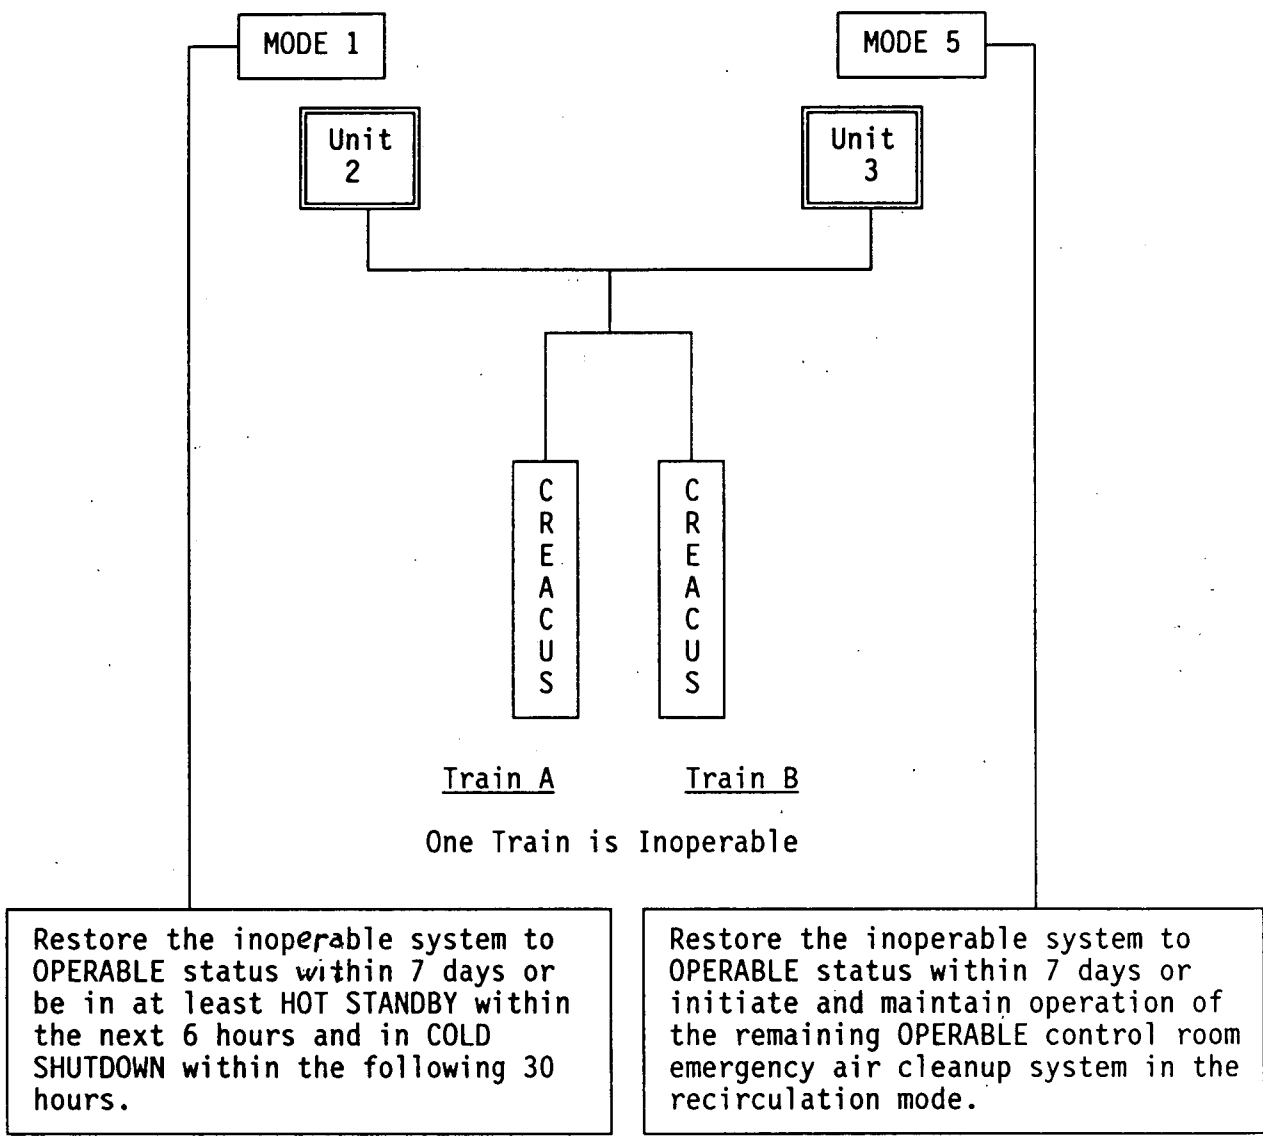 MODE 1
MODE 5
Unit
2
Unit
3
C
R
E
A
C
U
S
C
R
E
A
C
U
S
Train A
Train B
One Train is Inoperable
Restore the inoperable system to
OPERABLE status within 7 days or
be in at least HOT STANDBY within
the next 6 hours and in COLD
SHUTDOWN within the following 30
hours.
Restore the inoperable system to
OPERABLE status within 7 days or
initiate and maintain operation of
the remaining OPERABLE control room
emergency air cleanup system in the
recirculation mode.